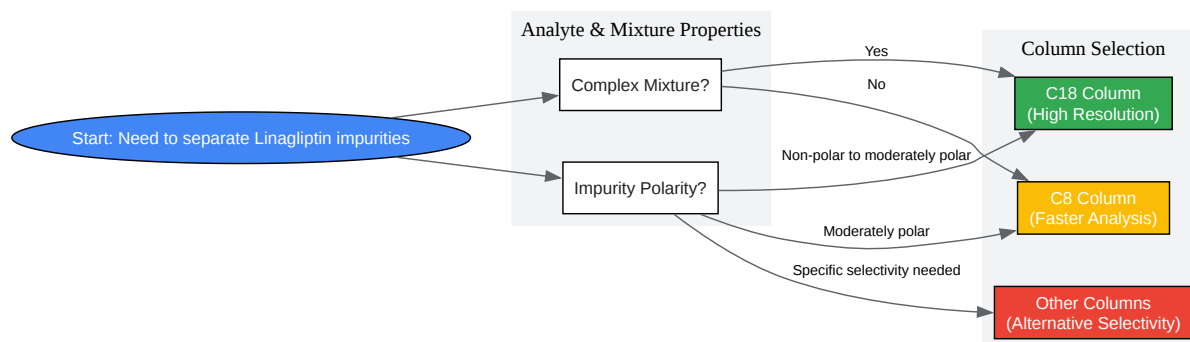 Analyte & Mixture Properties
Column Selection
Start: Need to separate Linagliptin impurities
Complex Mixture?
Impurity Polarity?
Yes
No
Non-polar to moderately polar
Moderately polar
Specific selectivity needed
C18 Column
(High Resolution)
C8 Column
(Faster Analysis)
Other Columns
(Alternative Selectivity)